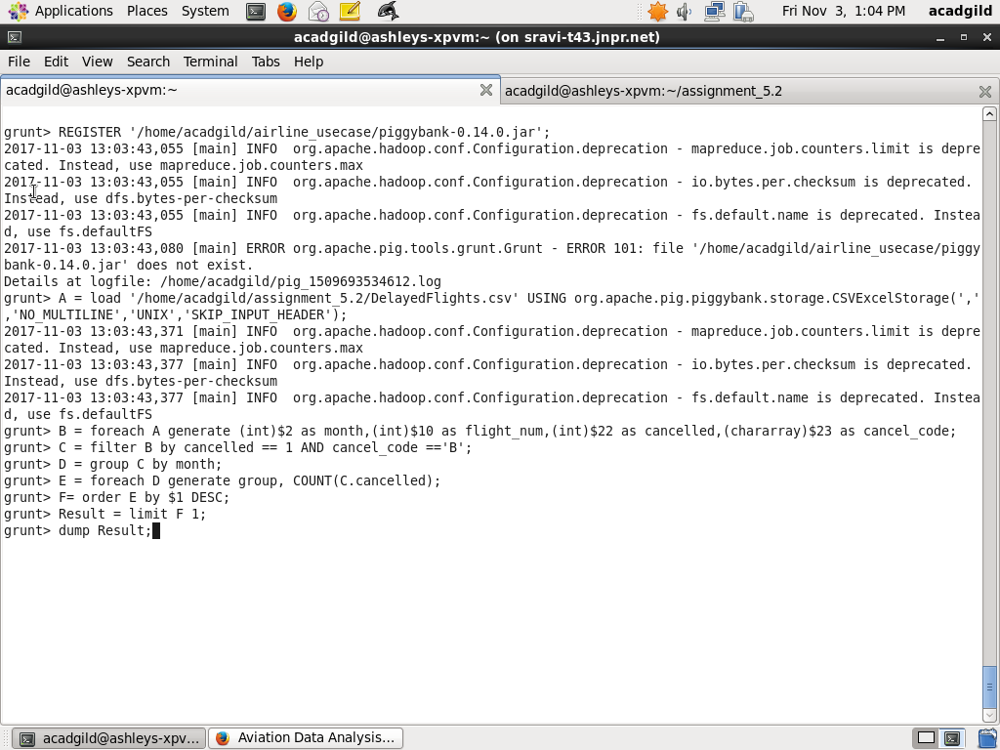 Applications Places System
Fri Nov 3, 1:04 PM acadgild
acadgild@ashleys-xpvm:~ (on sravi-t43.jnpr.net)
File Edit View Search Terminal Tabs Help
acadgild@ashleys-xpvm:~
acadgild@ashleys-xpvm:~/assignment_5.2
grunt> REGISTER '/home/acadgild/airline_usecase/piggybank-0.14.0.jar';
2017-11-03 13:03:43,055 [main] INFO  org.apache.hadoop.conf.Configuration.deprecation - mapreduce.job.counters.limit is depre
cated. Instead, use mapreduce.job.counters.max
2017-11-03 13:03:43,055 [main] INFO  org.apache.hadoop.conf.Configuration.deprecation - io.bytes.per.checksum is deprecated.
Instead, use dfs.bytes-per-checksum
2017-11-03 13:03:43,055 [main] INFO  org.apache.hadoop.conf.Configuration.deprecation - fs.default.name is deprecated. Instea
d, use fs.defaultFS
2017-11-03 13:03:43,080 [main] ERROR org.apache.pig.tools.grunt.Grunt - ERROR 101: file '/home/acadgild/airline_usecase/piggy
bank-0.14.0.jar' does not exist.
Details at logfile: /home/acadgild/pig_1509693534612.log
grunt> A = load '/home/acadgild/assignment_5.2/DelayedFlights.csv' USING org.apache.pig.piggybank.storage.CSVExcelStorage(','
,'NO_MULTILINE','UNIX','SKIP_INPUT_HEADER');
2017-11-03 13:03:43,371 [main] INFO  org.apache.hadoop.conf.Configuration.deprecation - mapreduce.job.counters.limit is depre
cated. Instead, use mapreduce.job.counters.max
2017-11-03 13:03:43,377 [main] INFO  org.apache.hadoop.conf.Configuration.deprecation - io.bytes.per.checksum is deprecated.
Instead, use dfs.bytes-per-checksum
2017-11-03 13:03:43,377 [main] INFO  org.apache.hadoop.conf.Configuration.deprecation - fs.default.name is deprecated. Instea
d, use fs.defaultFS
grunt> B = foreach A generate (int)$2 as month,(int)$10 as flight_num,(int)$22 as cancelled,(chararray)$23 as cancel_code;
grunt> C = filter B by cancelled == 1 AND cancel_code =='B';
grunt> D = group C by month;
grunt> E = foreach D generate group, COUNT(C.cancelled);
grunt> F= order E by $1 DESC;
grunt> Result = limit F 1;
grunt> dump Result;
acadgild@ashleys-xpv...
Aviation Data Analysis...